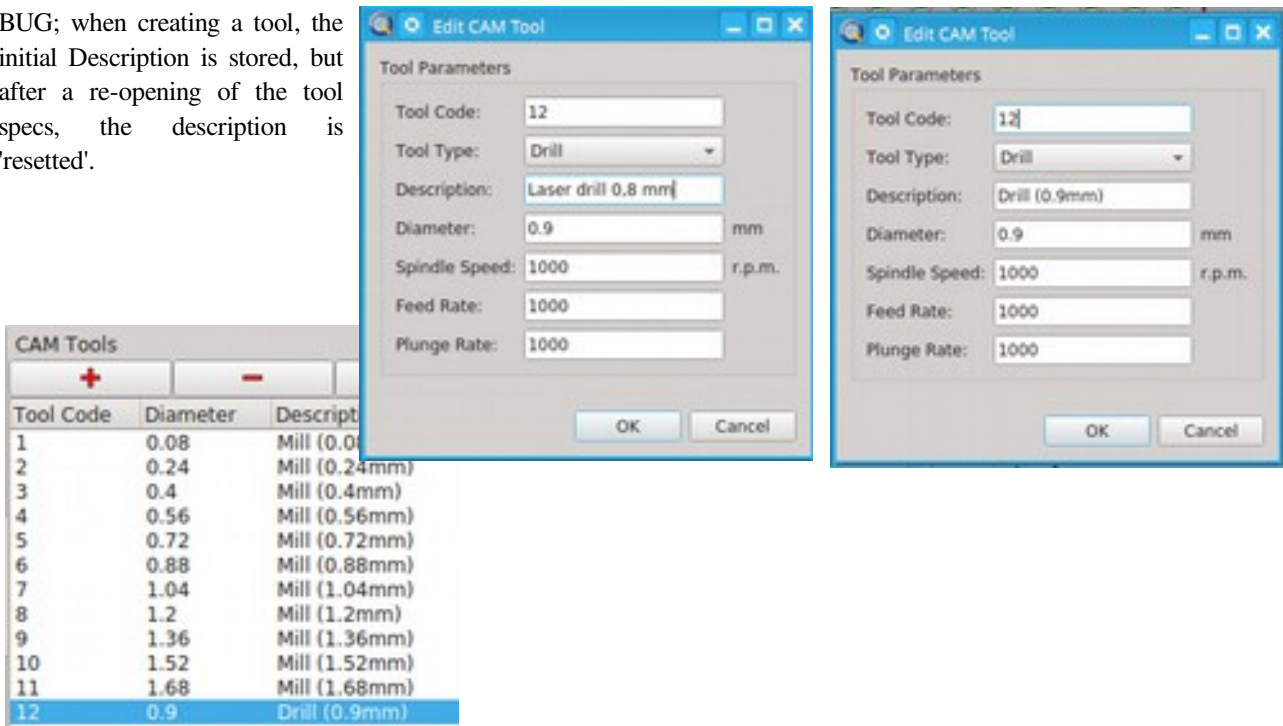 BUG; when creating a tool, the
initial Description is stored, but
after a re-opening of the tool
specs, the description is
'resetted'.
Edit CAM Tool
Tool Parameters
Tool Code: 12
Tool Type: Drill
Description: Laser drill 0,8 mm
Diameter: 0.9 mm
Spindle Speed: 1000 r.p.m.
Feed Rate: 1000
Plunge Rate: 1000
OK Cancel
Edit CAM Tool
Tool Parameters
Tool Code: 12
Tool Type: Drill
Description: Drill (0.9mm)
Diameter: 0.9 mm
Spindle Speed: 1000 r.p.m.
Feed Rate: 1000
Plunge Rate: 1000
OK Cancel
CAM Tools
Tool Code Diameter Descript
1 0.08 Mill (0.08
2 0.24 Mill (0.24mm)
3 0.4 Mill (0.4mm)
4 0.56 Mill (0.56mm)
5 0.72 Mill (0.72mm)
6 0.88 Mill (0.88mm)
7 1.04 Mill (1.04mm)
8 1.2 Mill (1.2mm)
9 1.36 Mill (1.36mm)
10 1.52 Mill (1.52mm)
11 1.68 Mill (1.68mm)
12 0.9 Drill (0.9mm)